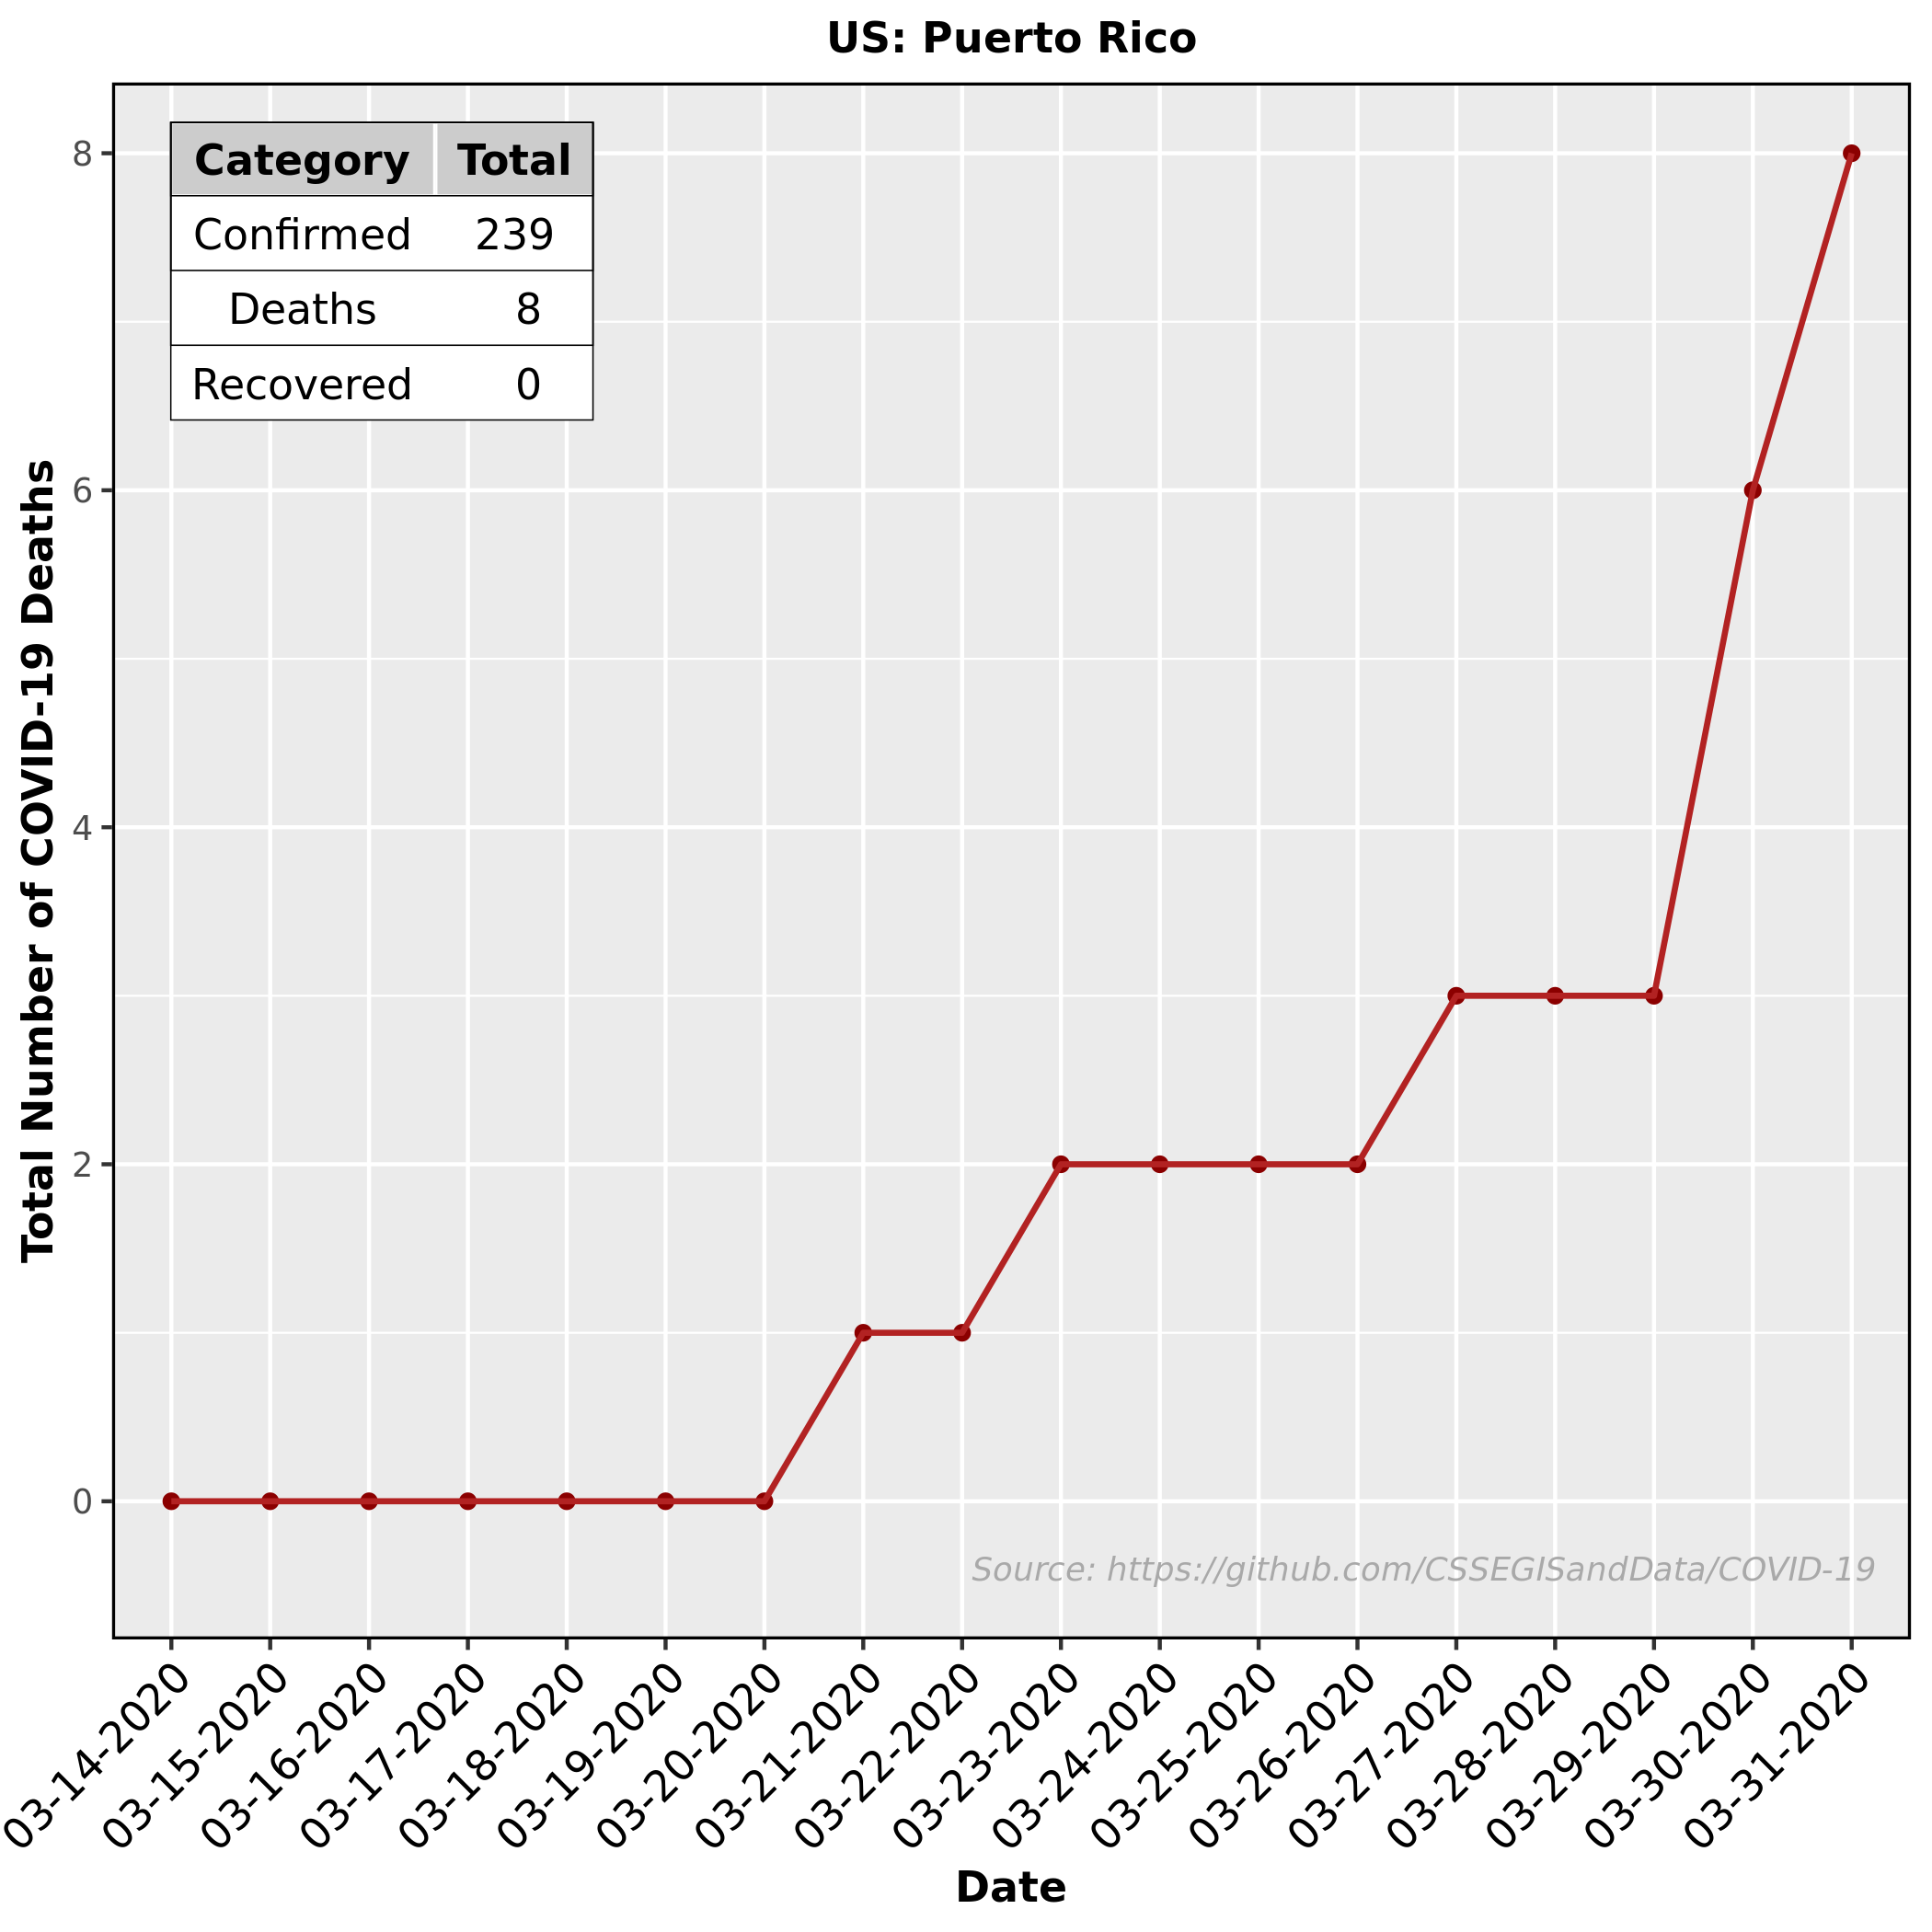 US: Puerto Rico
Category Total
Confirmed 239
Deaths 8
Recovered 0
Total Number of COVID-19 Deaths
8
6
4
2
0
Source: https://github.com/CSSEGISandData/COVID-19
03-14-2020
03-15-2020
03-16-2020
03-17-2020
03-18-2020
03-19-2020
03-20-2020
03-21-2020
03-22-2020
03-23-2020
03-24-2020
03-25-2020
03-26-2020
03-27-2020
03-28-2020
03-29-2020
03-30-2020
03-31-2020
Date